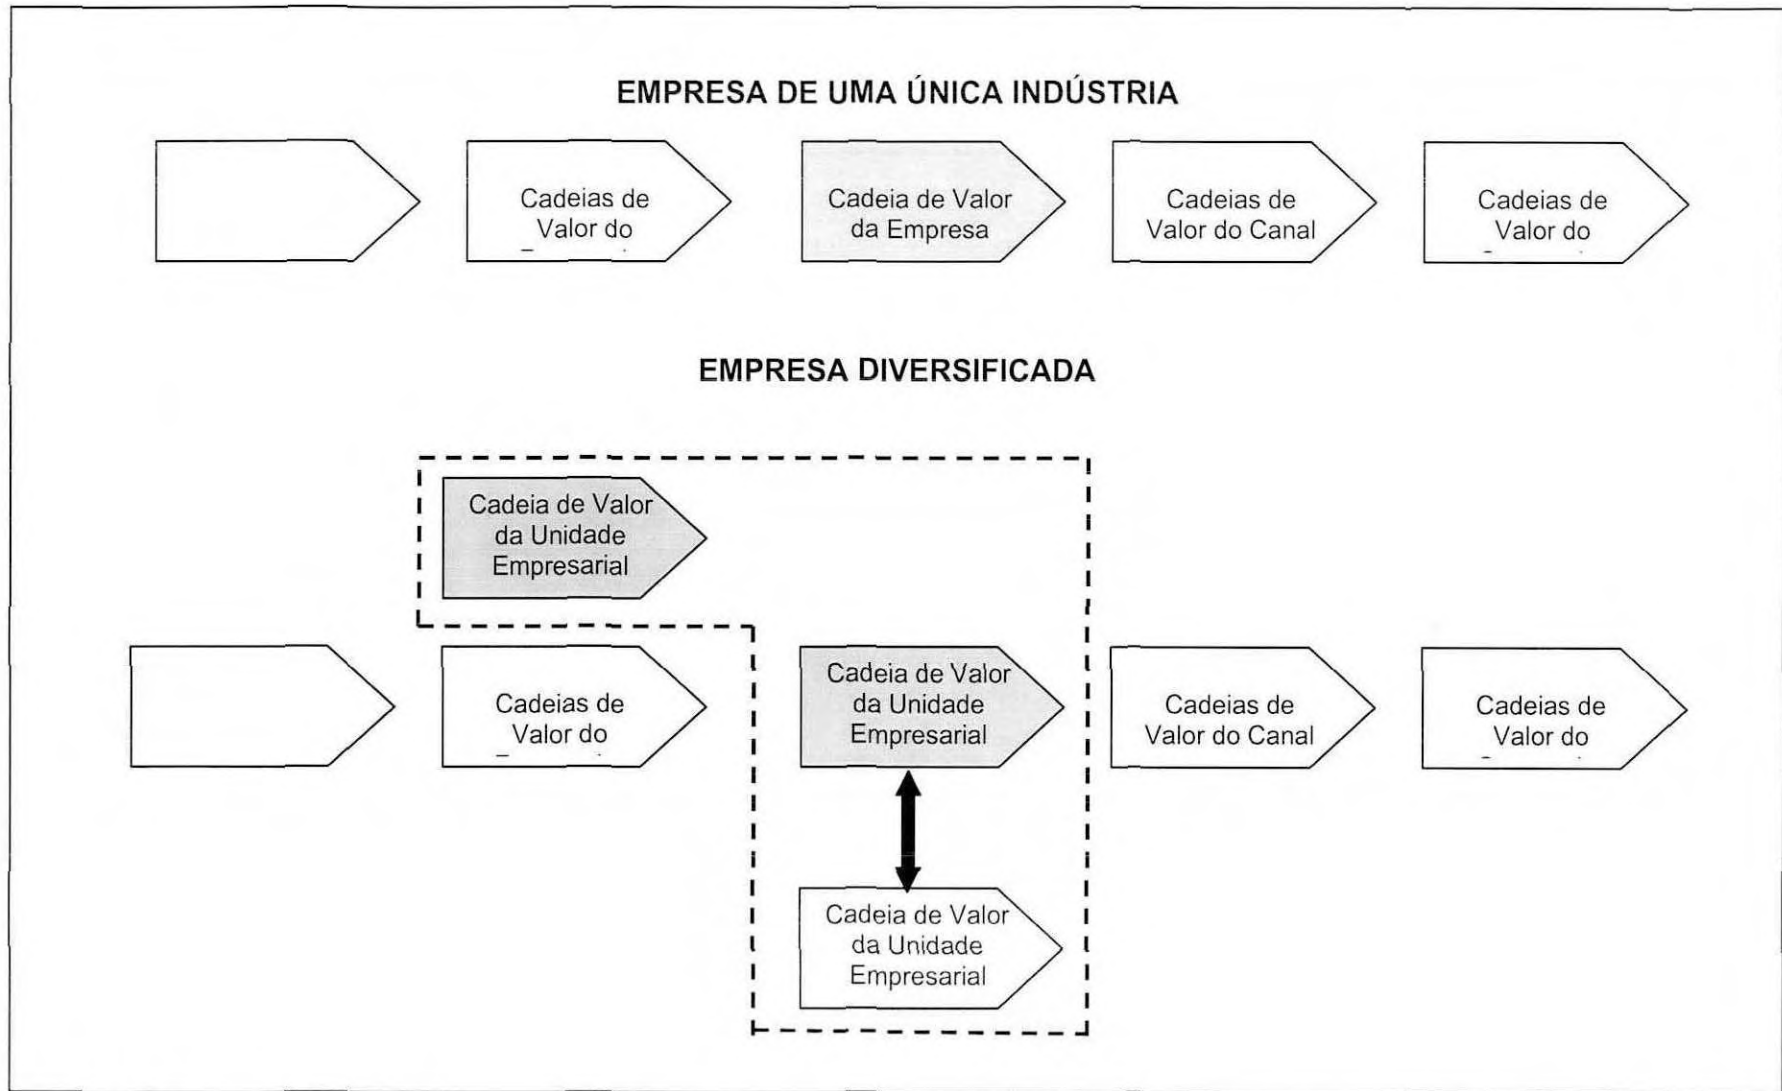 EMPRESA DE UMA ÚNICA INDÚSTRIA
Cadeias de
Valor do
Cadeia de Valor
da Empresa
Cadeias de
Valor do Canal
Cadeias de
Valor do
EMPRESA DIVERSIFICADA
Cadeia de Valor
da Unidade
Empresarial
Cadeias de
Valor do
Cadeia de Valor
da Unidade
Empresarial
Cadeias de
Valor do Canal
Cadeias de
Valor do
Cadeia de Valor
da Unidade
Empresarial